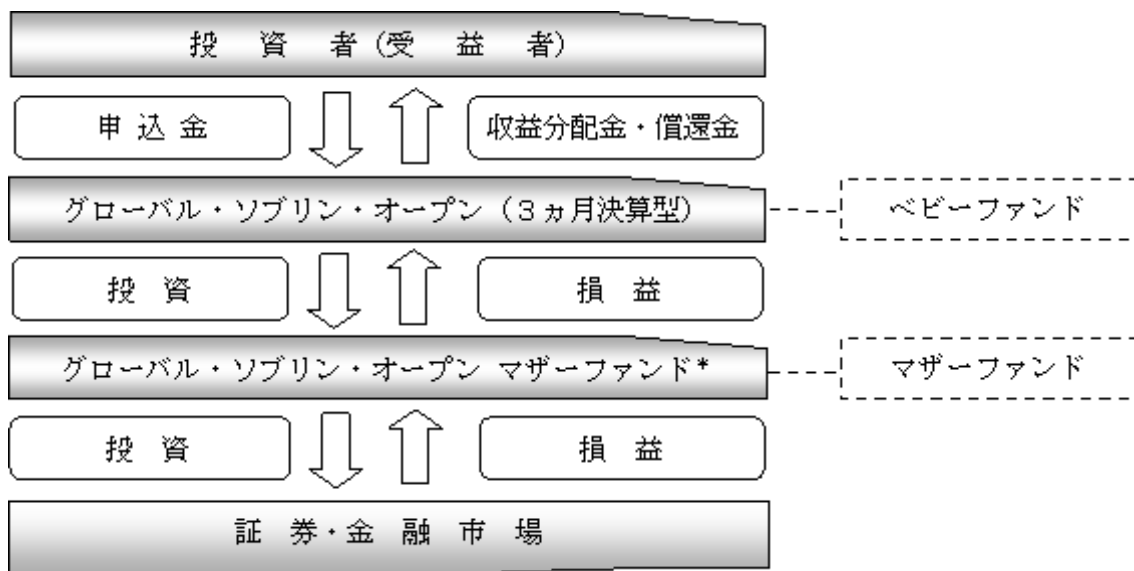 投 資 者(受 益 者)
申 込 金
収益分配金・償還金
グローバル・ソブリン・オープン (3ヵ月決算型)
ベビーファンド
投 資
損 益
グローバル・ソブリン・オープン マザーファンド*
マザーファンド
投 資
損 益
証 券・金 融 市 場